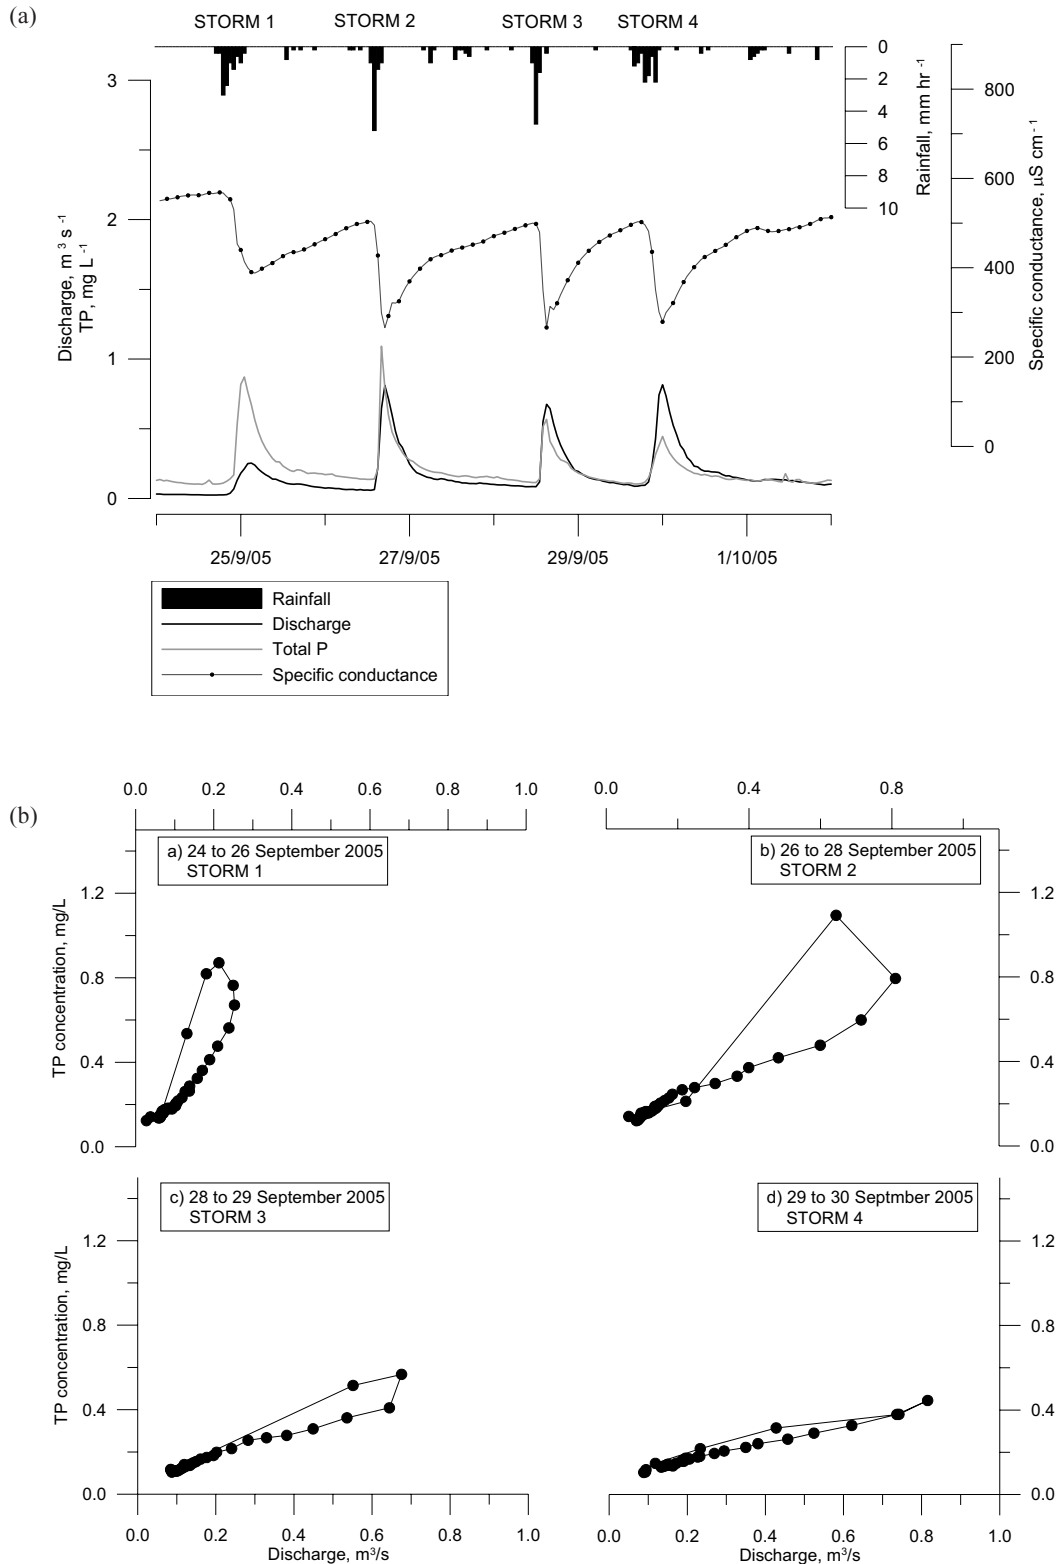 (a)
STORM 1 STORM 2 STORM 3 STORM 4
3
2
1
0
Discharge, m³ s⁻¹
TP, mg L⁻¹
0
2
4
6
8
10
Rainfall, mm hr⁻¹
800
600
400
200
0
Specific conductance, µS cm⁻¹
25/9/05 27/9/05 29/9/05 1/10/05
Rainfall
Discharge
Total P
Specific conductance
(b)
0.0 0.2 0.4 0.6 0.8 1.0
0.0 0.4 0.8
a) 24 to 26 September 2005
STORM 1
b) 26 to 28 September 2005
STORM 2
TP concentration, mg/L
1.2
0.8
0.4
0.0
1.2
0.8
0.4
0.0
c) 28 to 29 September 2005
STORM 3
d) 29 to 30 Septmber 2005
STORM 4
TP concentration, mg/L
1.2
0.8
0.4
0.0
1.2
0.8
0.4
0.0
0.0 0.2 0.4 0.6 0.8 1.0
Discharge, m³/s
0.0 0.2 0.4 0.6 0.8 1.0
Discharge, m³/s